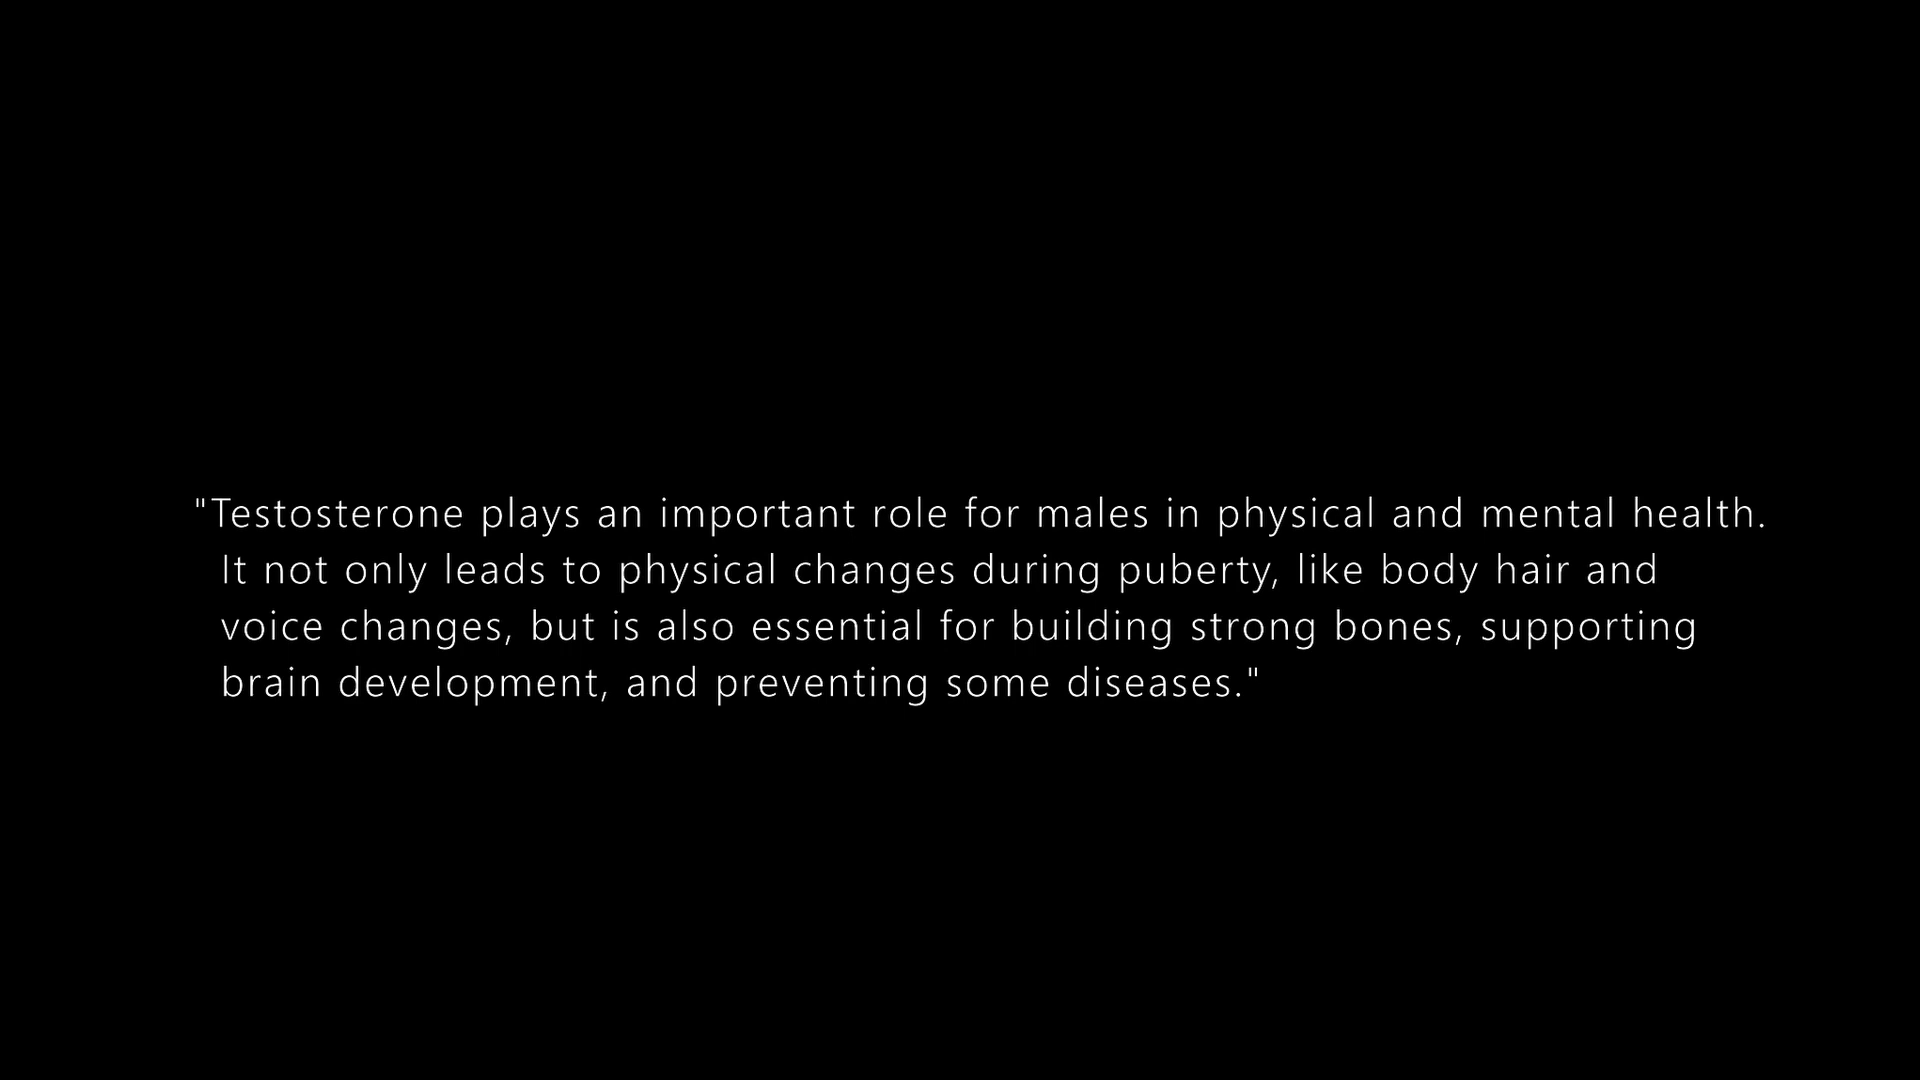 "Testosterone plays an important role for males in physical and mental health.
It not only leads to physical changes during puberty, like body hair and
voice changes, but is also essential for building strong bones, supporting
brain development, and preventing some diseases."